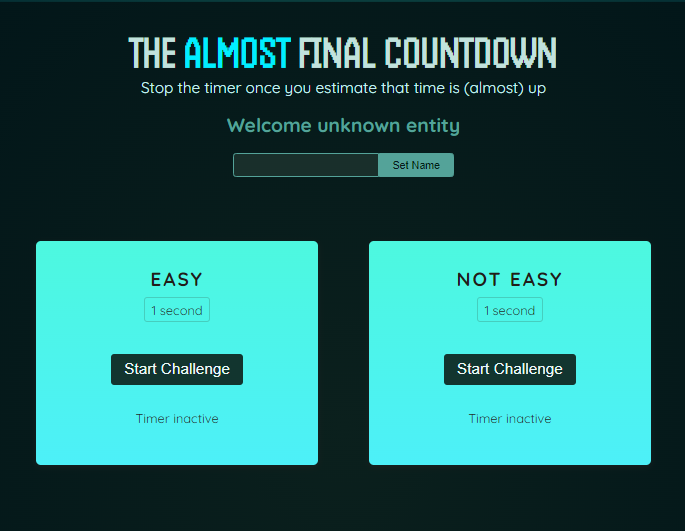 THE ALMOST FINAL COUNTDOWN
Stop the timer once you estimate that time is (almost) up
Welcome unknown entity
Set Name
EASY
1 second
Start Challenge
Timer inactive
NOT EASY
1 second
Start Challenge
Timer inactive